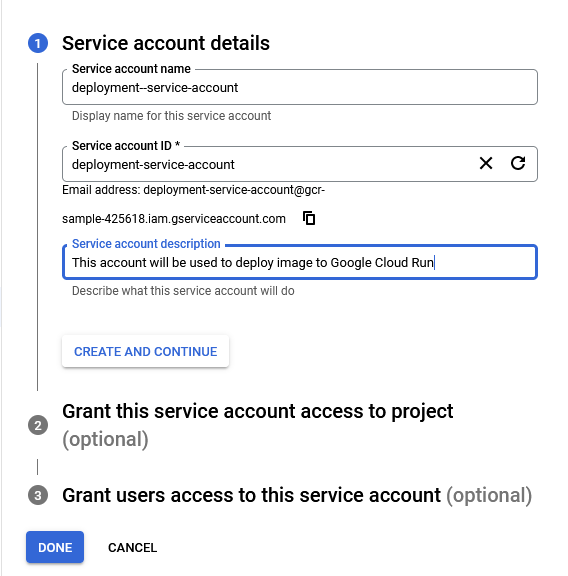 1 Service account details
Service account name
deployment--service-account
Display name for this service account
Service account ID *
deployment-service-account
Email address: deployment-service-account@gcr-
sample-425618.iam.gserviceaccount.com
Service account description
This account will be used to deploy image to Google Cloud Run
Describe what this service account will do
CREATE AND CONTINUE
2 Grant this service account access to project
(optional)
3 Grant users access to this service account (optional)
DONE CANCEL